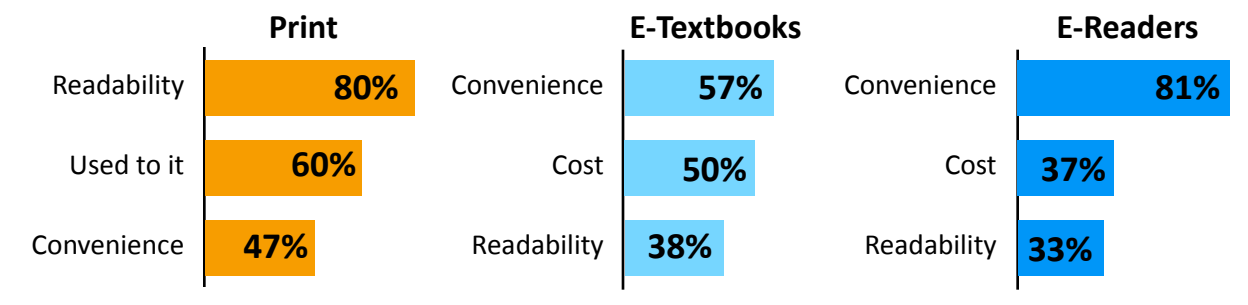 Print
Readability 80%
Used to it 60%
Convenience 47%
E-Textbooks
Convenience 57%
Cost 50%
Readability 38%
E-Readers
Convenience 81%
Cost 37%
Readability 33%